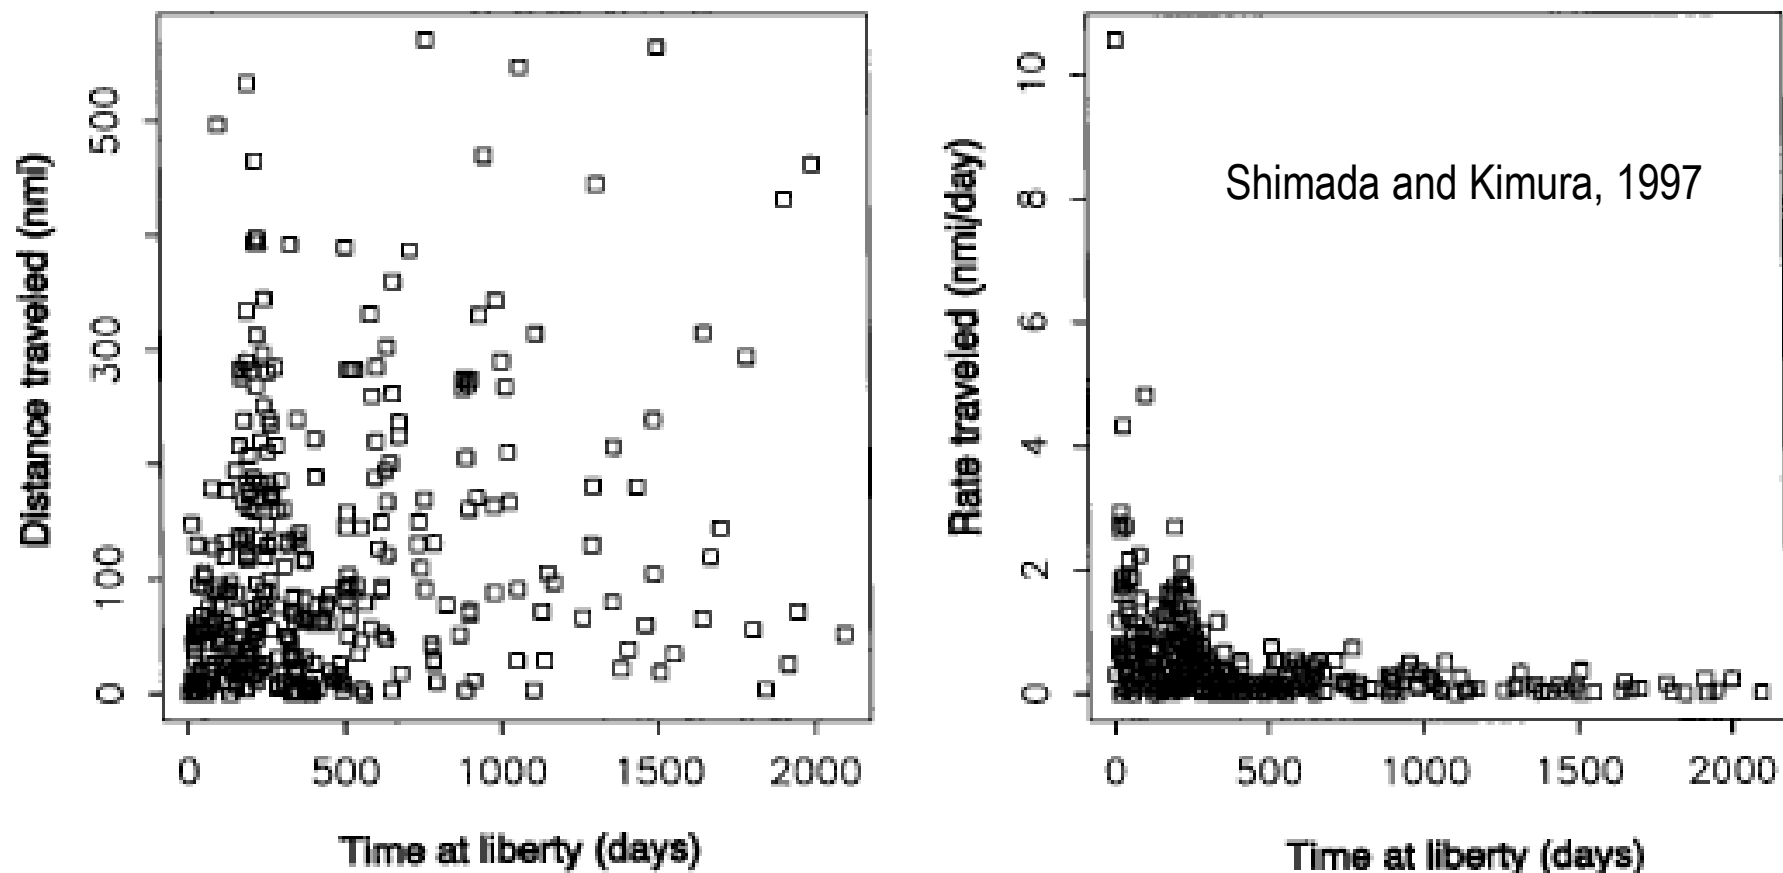 Distance traveled (nmi)
500
300
100
0
0 500 1000 1500 2000
Time at liberty (days)
Rate traveled (nmi/day)
10
8
6
4
2
0
Shimada and Kimura, 1997
0 500 1000 1500 2000
Time at liberty (days)